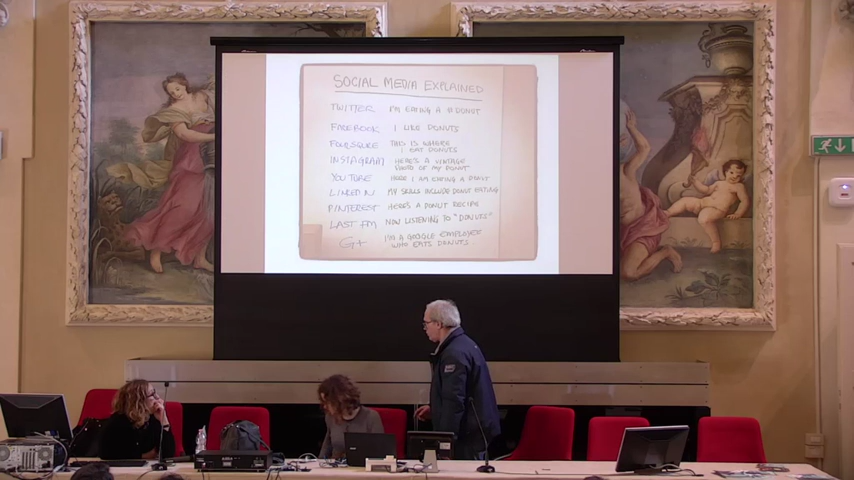 SOCIAL MEDIA EXPLAINED
TWITTER I'M EATING A # DONUT
FACEBOOK I LIKE DONUTS
FOURSQUARE THIS IS WHERE
I EAT DONUTS
INSTAGRAM HERE'S A VINTAGE
PHOTO OF MY DONUT
YOUTUBE HERE I AM EATING A DONUT
LINKEDIN MY SKILLS INCLUDE DONUT EATING
PINTEREST HERE'S A DONUT RECIPE
LAST FM NOW LISTENING TO "DONUTS"
G+ I'M A GOOGLE EMPLOYEE
WHO EATS DONUTS.